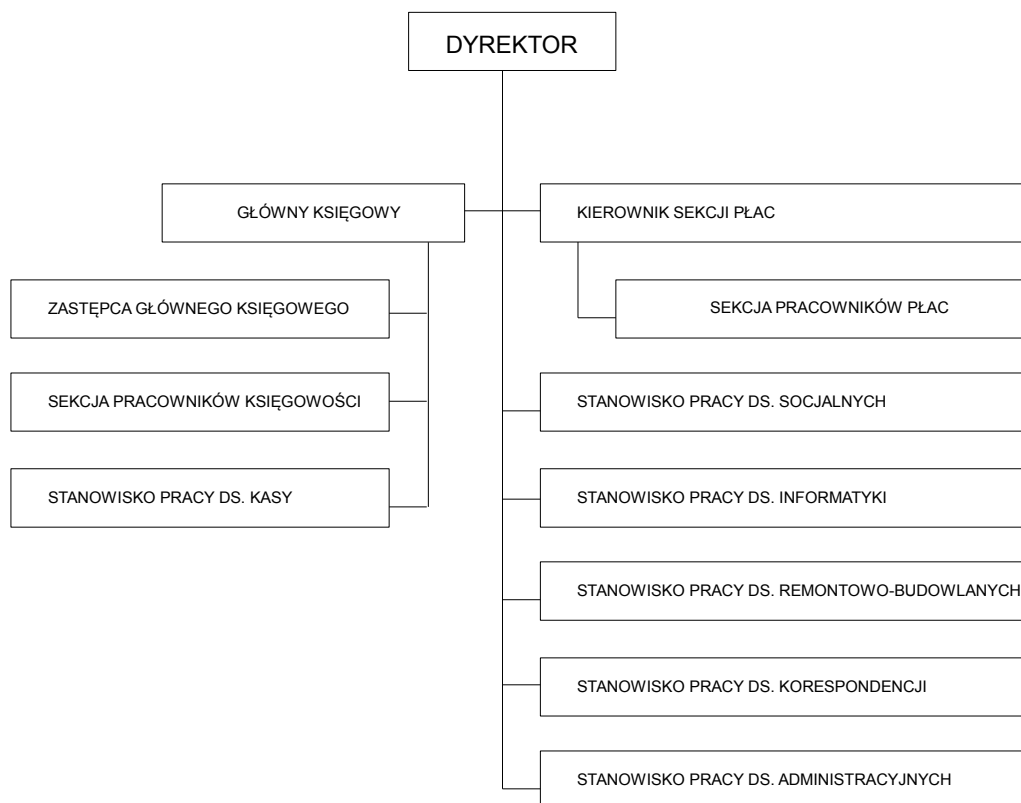 DYREKTOR
GŁÓWNY KSIĘGOWY
KIEROWNIK SEKCJI PŁAC
ZASTĘPCA GŁÓWNEGO KSIĘGOWEGO
SEKCJA PRACOWNIKÓW PŁAC
SEKCJA PRACOWNIKÓW KSIĘGOWOŚCI
STANOWISKO PRACY DS. SOCJALNYCH
STANOWISKO PRACY DS. KASY
STANOWISKO PRACY DS. INFORMATYKI
STANOWISKO PRACY DS. REMONTOWO-BUDOWLANYCH
STANOWISKO PRACY DS. KORESPONDENCJI
STANOWISKO PRACY DS. ADMINISTRACYJNYCH